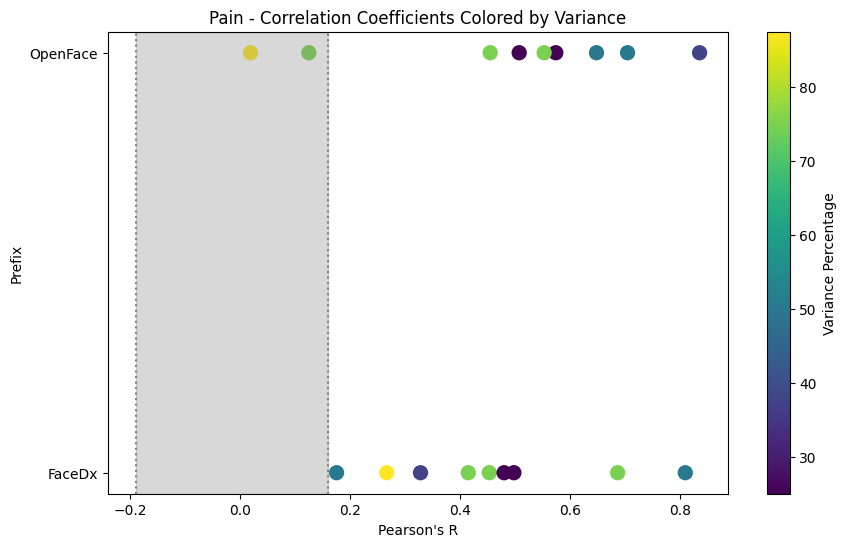 Pain - Correlation Coefficients Colored by Variance
OpenFace
FaceDx
Prefix
−0.2
0.0
0.2
0.4
0.6
0.8
Pearson's R
80
70
60
50
40
30
Variance Percentage